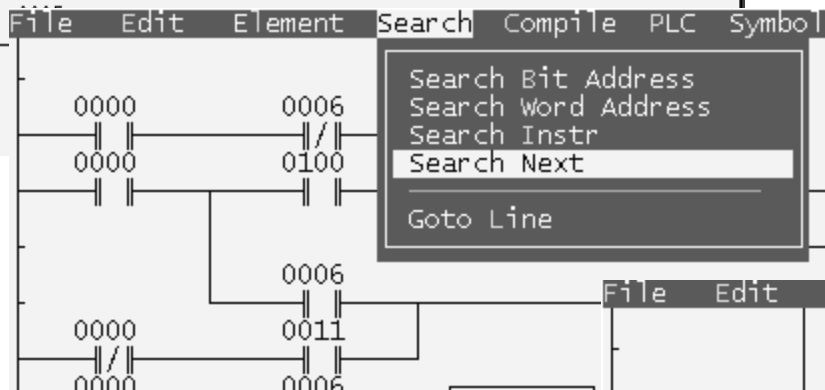 File Edit Element Search Compile PLC Symbol
Search Bit Address
Search Word Address
Search Instr
Search Next
Goto Line
0000 0006
0000 0100
0006
File Edit
0000 0011
0000 0006